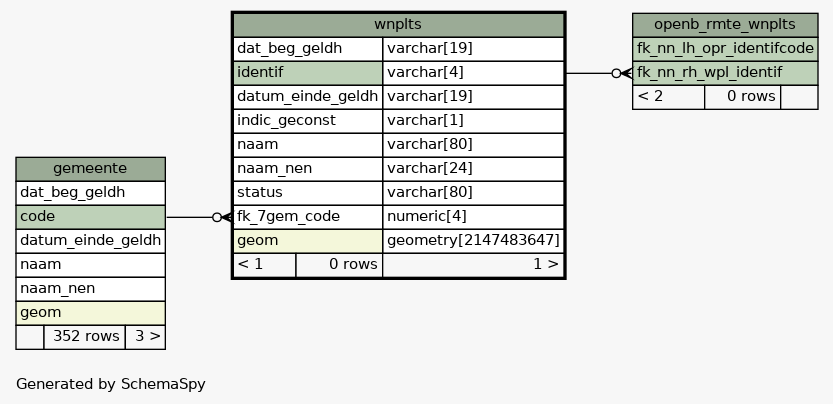 wnplts
dat_beg_geldh varchar[19]
identif varchar[4]
datum_einde_geldh varchar[19]
indic_geconst varchar[1]
naam varchar[80]
naam_nen varchar[24]
status varchar[80]
fk_7gem_code numeric[4]
geom geometry[2147483647]
< 1 0 rows 1 >
openb_rmte_wnplts
fk_nn_lh_opr_identifcode
fk_nn_rh_wpl_identif
< 2 0 rows
gemeente
dat_beg_geldh
code
datum_einde_geldh
naam
naam_nen
geom
352 rows 3 >
Generated by SchemaSpy